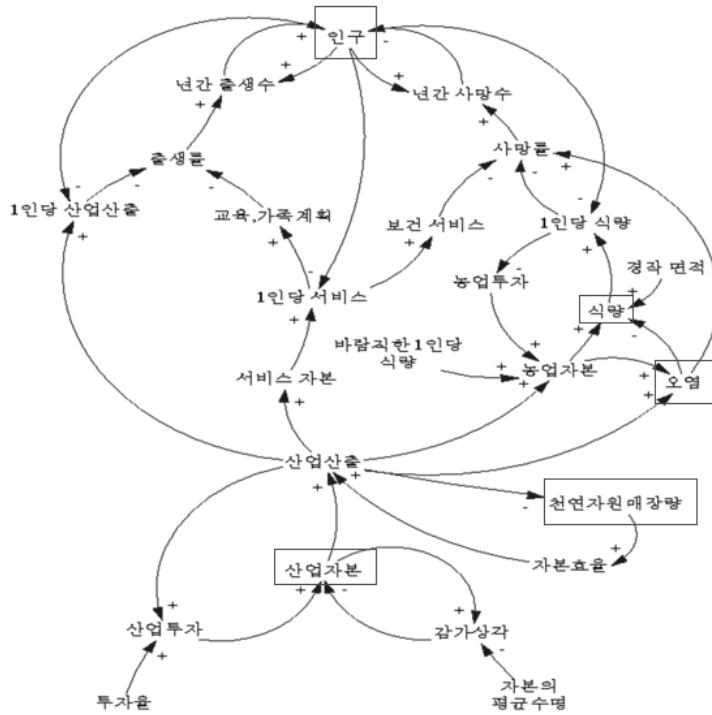 인구
년간 출생수
년간 사망수
출생률
사망률
1인당 산업산출
교육,가족계획
보건 서비스
1인당 식량
1인당 서비스
농업투자
경작 면적
식량
바람직한 1인당
식량
서비스 자본
농업자본
오염
산업산출
천연자원매장량
산업자본
자본효율
산업투자
감가상각
투자율
자본의
평균수명